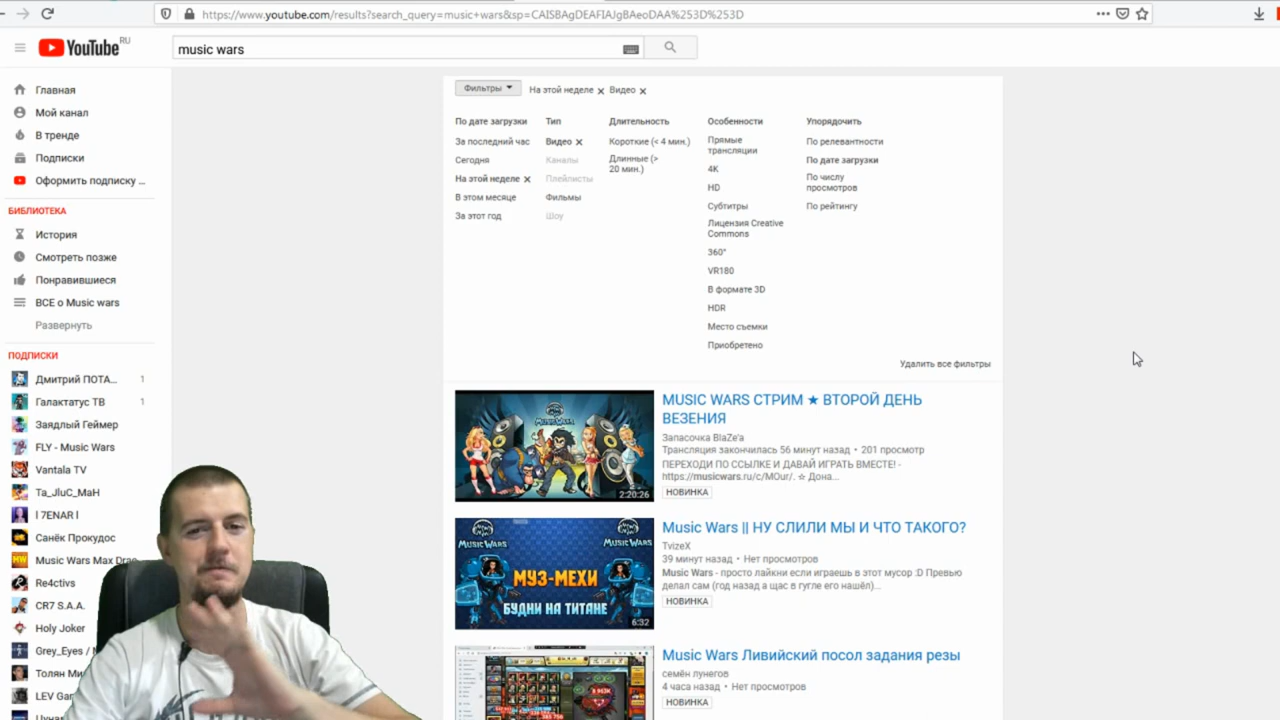 https://www.youtube.com/results?search_query=music+wars&sp=CAISBAgDEAFIAJgBAeoDAA%253D%253D
YouTube RU
music wars
Главная
Мой канал
В тренде
Подписки
Оформить подписку ...
БИБЛИОТЕКА
История
Смотреть позже
Понравившиеся
ВСЕ о Music wars
Развернуть
ПОДПИСКИ
Дмитрий ПОТА... 1
Галактатус ТВ 1
Заядлый Геймер
FLY - Music Wars
Vantala TV
Ta_JluC_MaH
l 7ENAR l
Санёк Прокудос
Music Wars Max
Re4ctivs
CR7 S.A.A.
Holy Joker
Grey_Eyes /
Толян
LEV
Фильтры
На этой неделе ×
Видео ×
По дате загрузки
За последний час
Сегодня
На этой неделе ×
В этом месяце
За этот год
Тип
Видео ×
Каналы
Плейлисты
Фильмы
Шоу
Длительность
Короткие (< 4 мин.)
Длинные (>
20 мин.)
Особенности
Прямые
трансляции
4K
HD
Субтитры
Лицензия Creative
Commons
360°
VR180
В формате 3D
HDR
Место съемки
Приобретено
Упорядочить
По релевантности
По дате загрузки
По числу
просмотров
По рейтингу
Удалить все фильтры
MUSIC WARS
2:20:26
MUSIC WARS СТРИМ ★ ВТОРОЙ ДЕНЬ
ВЕЗЕНИЯ
Запасочка BlaZe'a
Трансляция закончилась 56 минут назад • 201 просмотр
ПЕРЕХОДИ ПО ССЫЛКЕ И ДАВАЙ ИГРАТЬ ВМЕСТЕ! -
https://musicwars.ru/c/MOur/. ☆ Дона...
НОВИНКА
MUSIC WARS
MUSIC WARS
МУЗ-МЕХИ
БУДНИ НА ТИТАНЕ
6:32
Music Wars || НУ СЛИЛИ МЫ И ЧТО ТАКОГО?
TvizeX
39 минут назад • Нет просмотров
Music Wars - просто лайкни если играешь в этот мусор :D Превью
делал сам (год назад а щас в гугле его нашёл)...
НОВИНКА
Music Wars Ливийский посол задания резы
семён лунегов
4 часа назад • Нет просмотров
НОВИНКА